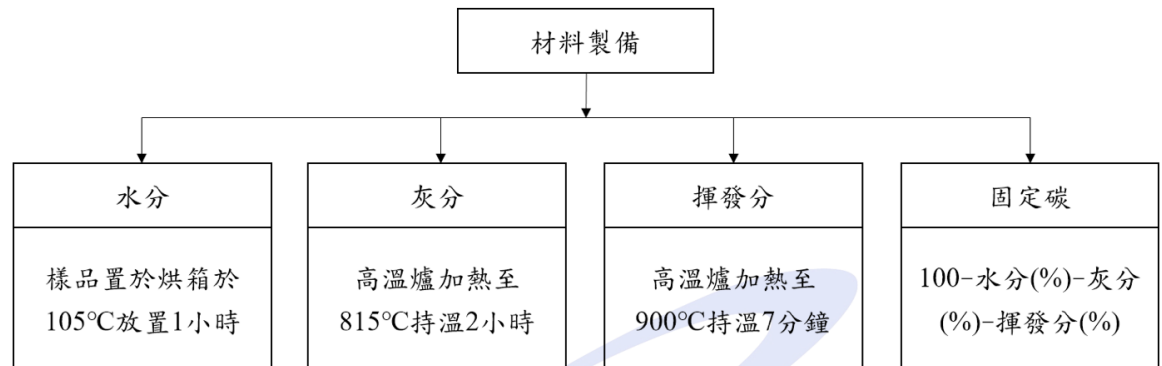 材料製備
水分
樣品置於烘箱於
105℃放置1小時
灰分
高溫爐加熱至
815℃持溫2小時
揮發分
高溫爐加熱至
900℃持溫7分鐘
固定碳
100-水分(%)-灰分
(%)-揮發分(%)